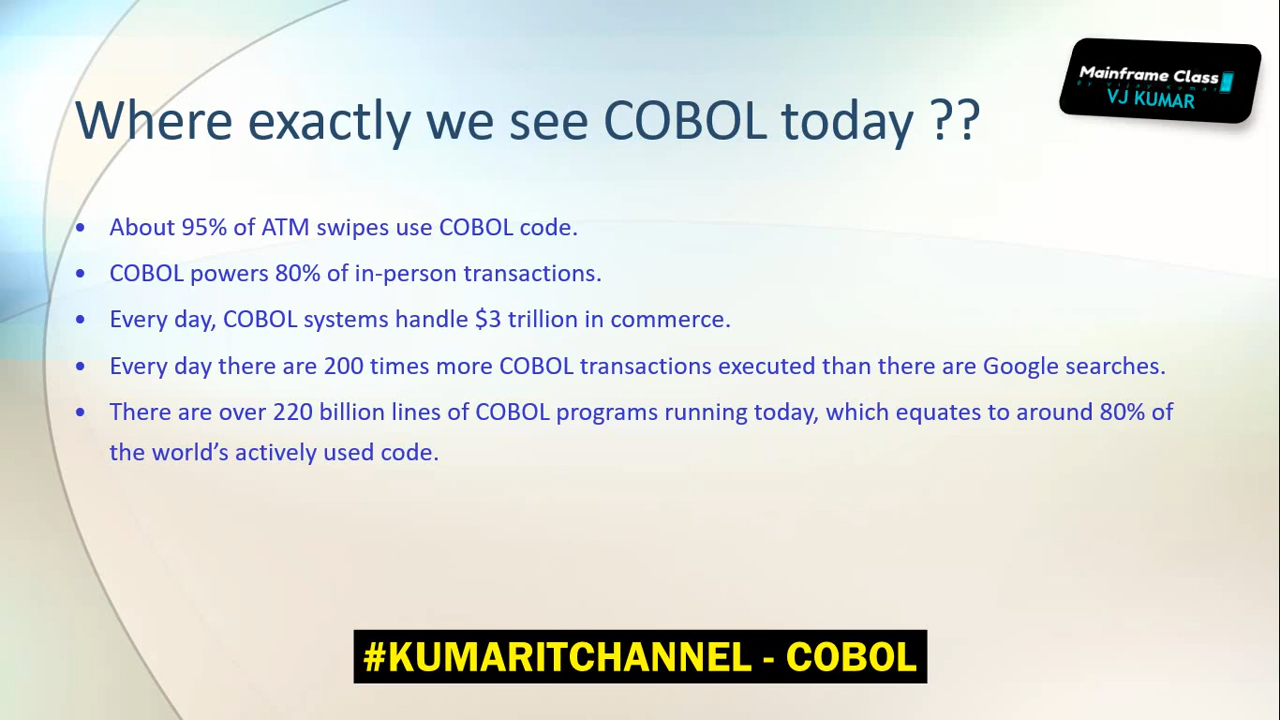 Mainframe Class
By Vijay Kumar
VJ KUMAR
Where exactly we see COBOL today ??
• About 95% of ATM swipes use COBOL code.
• COBOL powers 80% of in-person transactions.
• Every day, COBOL systems handle $3 trillion in commerce.
• Every day there are 200 times more COBOL transactions executed than there are Google searches.
• There are over 220 billion lines of COBOL programs running today, which equates to around 80% of
the world’s actively used code.
#KUMARITCHANNEL - COBOL